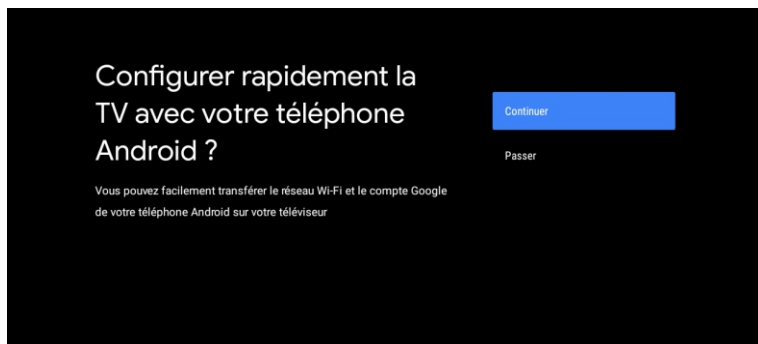 Configurer rapidement la
TV avec votre téléphone
Android ?
Vous pouvez facilement transférer le réseau Wi-Fi et le compte Google
de votre téléphone Android sur votre téléviseur
Continuer
Passer